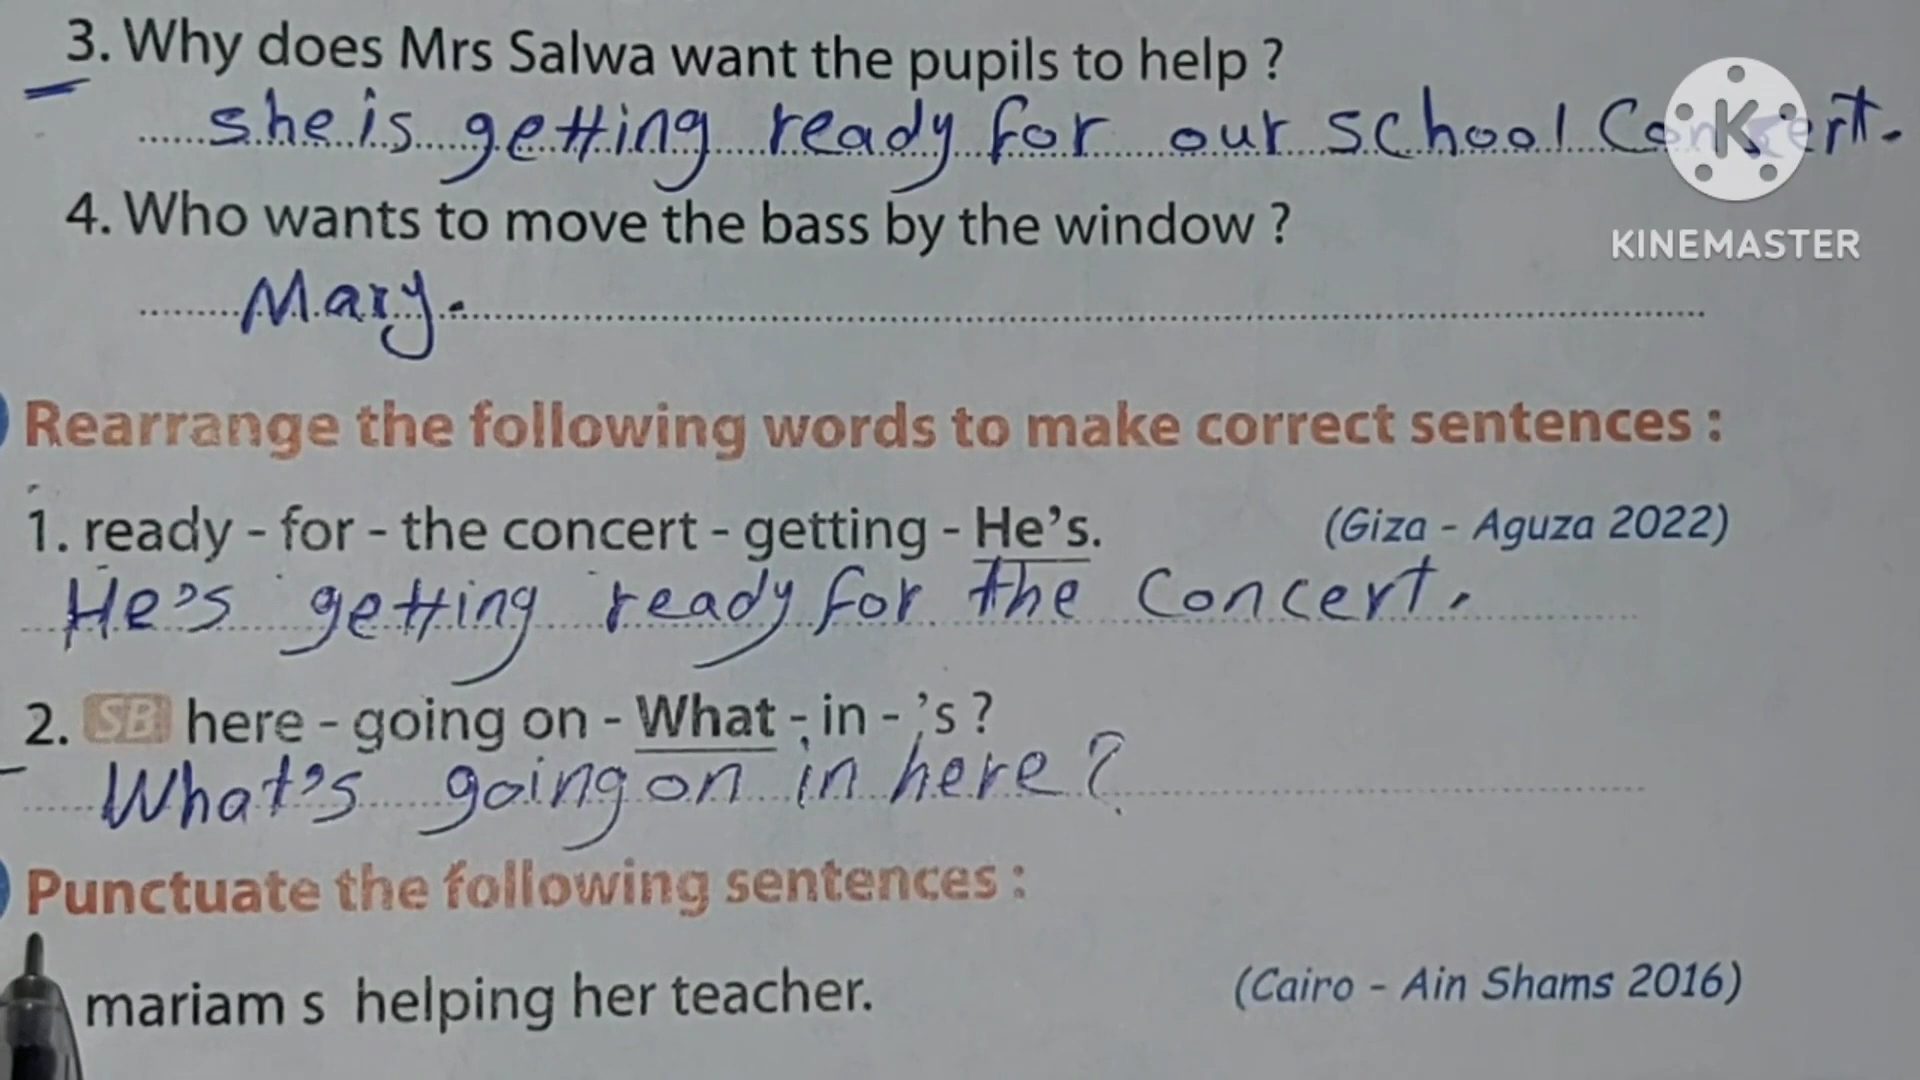 3. Why does Mrs Salwa want the pupils to help ?
she is getting ready for our school Concert.
KINEMASTER
4. Who wants to move the bass by the window ?
Mary.
Rearrange the following words to make correct sentences :
1. ready - for - the concert - getting - He's. (Giza - Aguza 2022)
He's getting ready for the Concert.
2. SB here - going on - What - in - 's ?
What's going on in here?
Punctuate the following sentences :
mariam s helping her teacher. (Cairo - Ain Shams 2016)